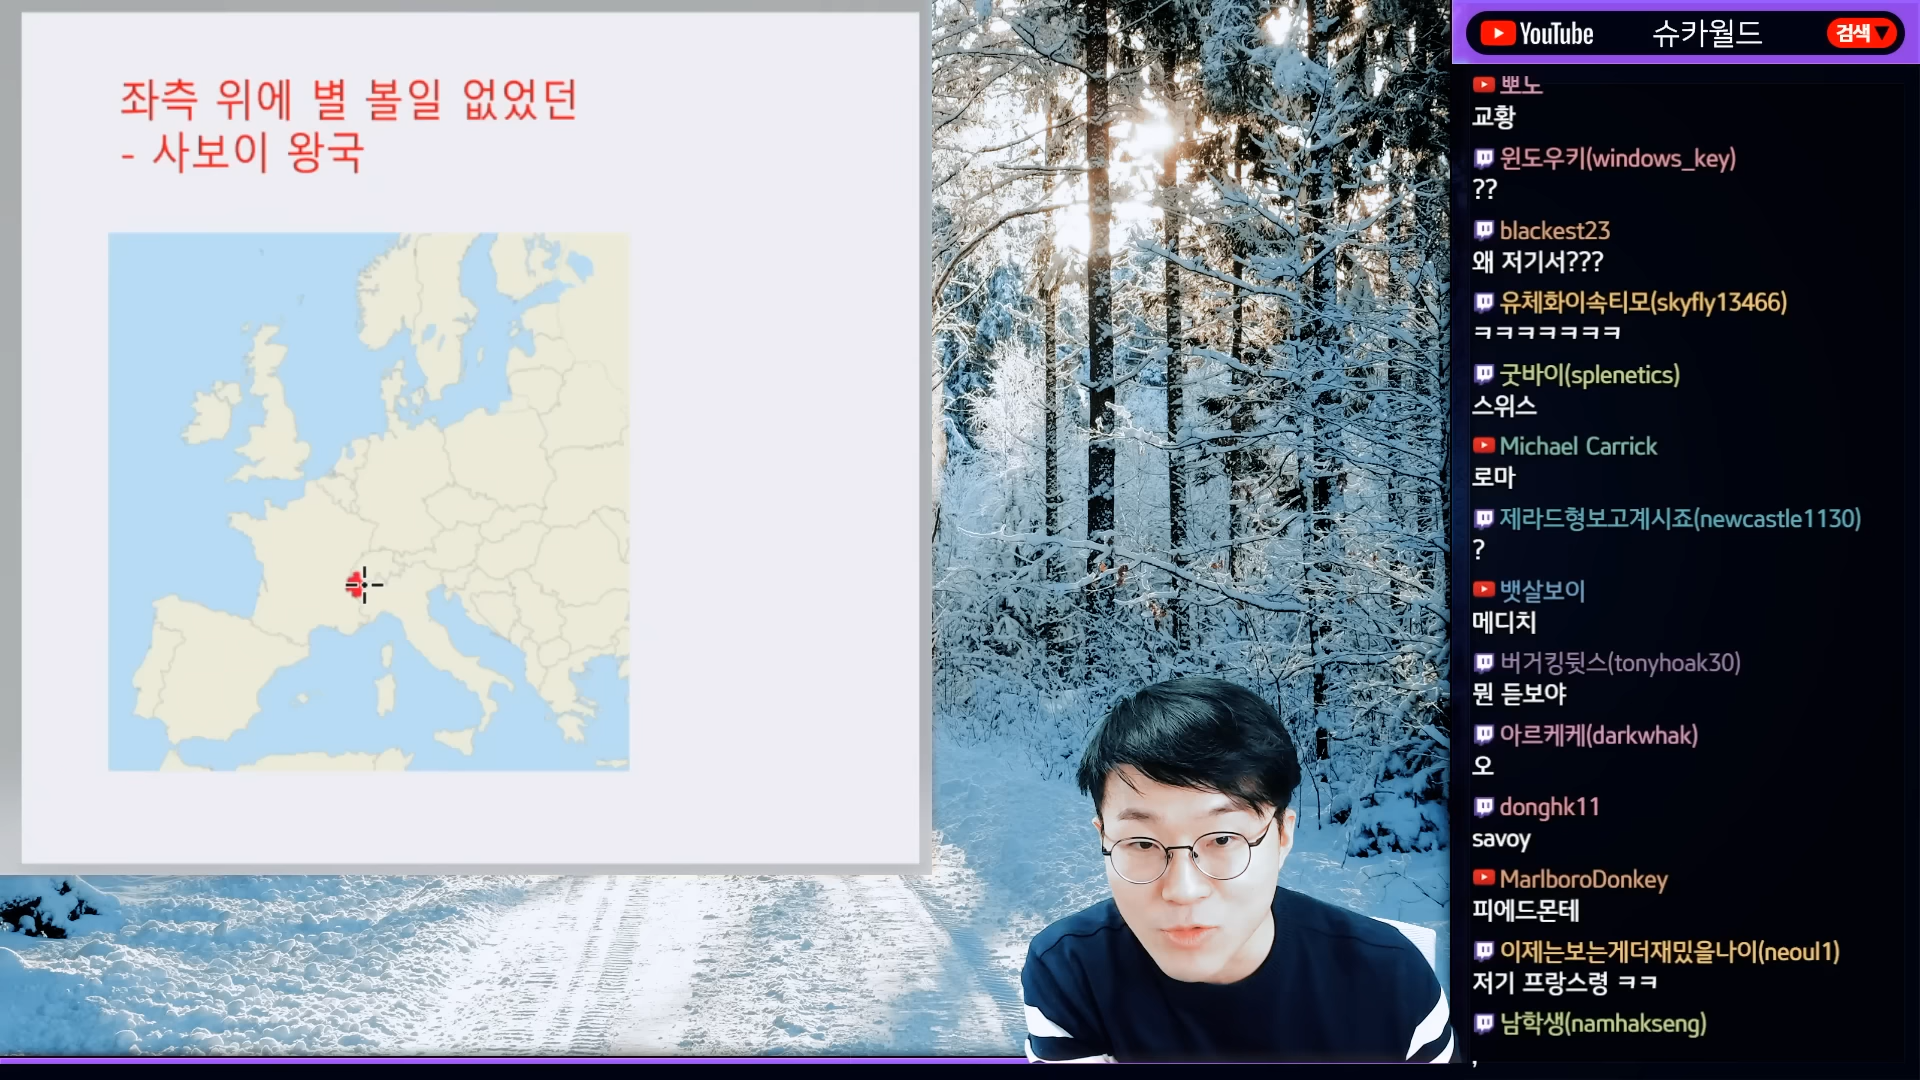 좌측 위에 별 볼일 없었던
- 사보이 왕국
YouTube 슈카월드 검색▼
뽀노
교황
윈도우키(windows_key)
??
blackest23
왜 저기서???
유체화이속티모(skyfly13466)
ㅋㅋㅋㅋㅋㅋㅋ
굿바이(splenetics)
스위스
Michael Carrick
로마
제라드형보고계시죠(newcastle1130)
?
뱃살보이
메디치
버거킹뒷스(tonyhoak30)
뭔 듣보야
아르케케(darkwhak)
오
donghk11
savoy
MarlboroDonkey
피에드몬테
이제는보는게더재밌을나이(neoul1)
저기 프랑스령 ㅋㅋ
남학생(namhakseng)